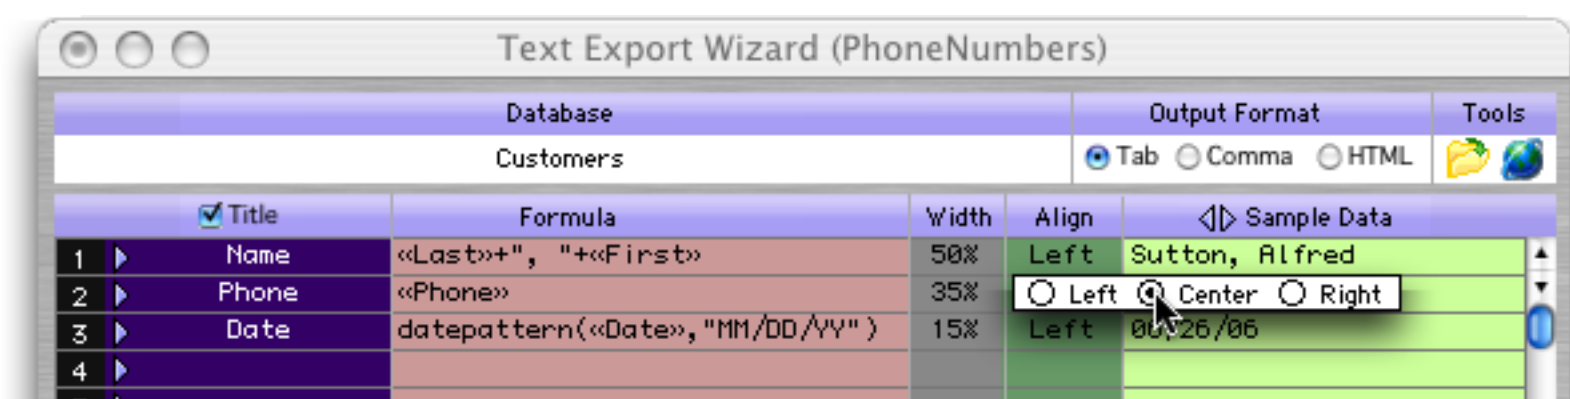 Text Export Wizard (PhoneNumbers)
Database Output Format Tools
Customers Tab Comma HTML
Title Formula Width Align Sample Data
1 Name «Last»+", "+«First» 50% Left Sutton, Alfred
2 Phone «Phone» 35% Left Center Right
3 Date datepattern(«Date»,"MM/DD/YY") 15% Left /26/06
4